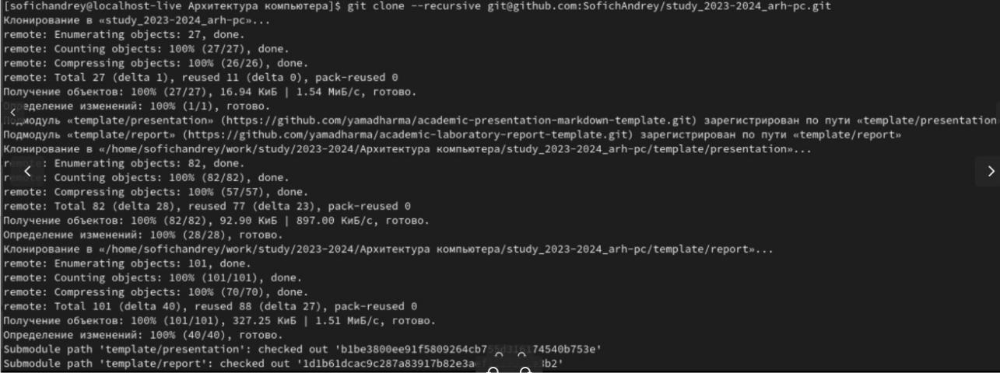 [sofichandrey@localhost-live Архитектура компьютера]$ git clone --recursive git@github.com:SofichAndrey/study_2023-2024_arh-pc.git
Клонирование в «study_2023-2024_arh-pc»...
remote: Enumerating objects: 27, done.
remote: Counting objects: 100% (27/27), done.
remote: Compressing objects: 100% (26/26), done.
remote: Total 27 (delta 1), reused 11 (delta 0), pack-reused 0
Получение объектов: 100% (27/27), 16.94 КиБ | 1.54 МиБ/с, готово.
Определение изменений: 100% (1/1), готово.
Подмодуль «template/presentation» (https://github.com/yamadharma/academic-presentation-markdown-template.git) зарегистрирован по пути «template/presentation
Подмодуль «template/report» (https://github.com/yamadharma/academic-laboratory-report-template.git) зарегистрирован по пути «template/report»
Клонирование в «/home/sofichandrey/work/study/2023-2024/Архитектура компьютера/study_2023-2024_arh-pc/template/presentation»...
remote: Enumerating objects: 82, done.
remote: Counting objects: 100% (82/82), done.
remote: Compressing objects: 100% (57/57), done.
remote: Total 82 (delta 28), reused 77 (delta 23), pack-reused 0
Получение объектов: 100% (82/82), 92.90 КиБ | 897.00 КиБ/с, готово.
Определение изменений: 100% (28/28), готово.
Клонирование в «/home/sofichandrey/work/study/2023-2024/Архитектура компьютера/study_2023-2024_arh-pc/template/report»...
remote: Enumerating objects: 101, done.
remote: Counting objects: 100% (101/101), done.
remote: Compressing objects: 100% (70/70), done.
remote: Total 101 (delta 40), reused 88 (delta 27), pack-reused 0
Получение объектов: 100% (101/101), 327.25 КиБ | 1.51 МиБ/с, готово.
Определение изменений: 100% (40/40), готово.
Submodule path 'template/presentation': checked out
Submodule path 'template/report': checked out